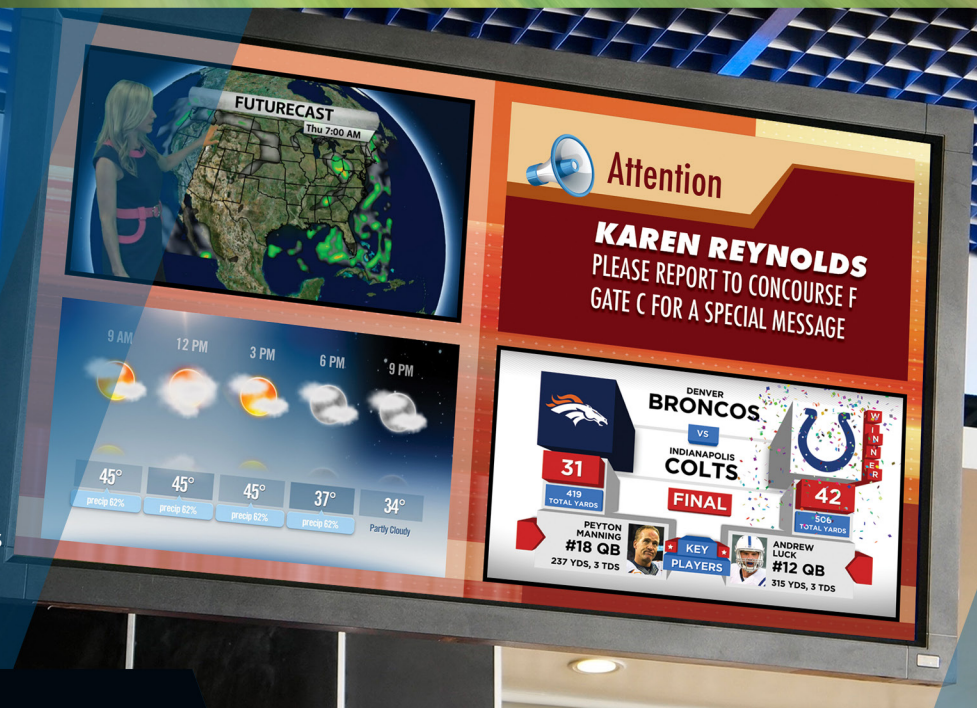 FUTURECAST
Thu 7:00 AM
Attention
KAREN REYNOLDS
PLEASE REPORT TO CONCOURSE F
GATE C FOR A SPECIAL MESSAGE
9 AM
12 PM
3 PM
6 PM
9 PM
45°
45°
45°
37°
34°
precip 62%
precip 62%
precip 62%
precip 62%
Partly Cloudy
DENVER
BRONCOS
VS
INDIANAPOLIS
COLTS
WINNER
31
FINAL
42
419
TOTAL YARDS
506
TOTAL YARDS
PEYTON
MANNING
#18 QB
237 YDS, 3 TDS
KEY
PLAYERS
ANDREW
LUCK
#12 QB
315 YDS, 3 TDS